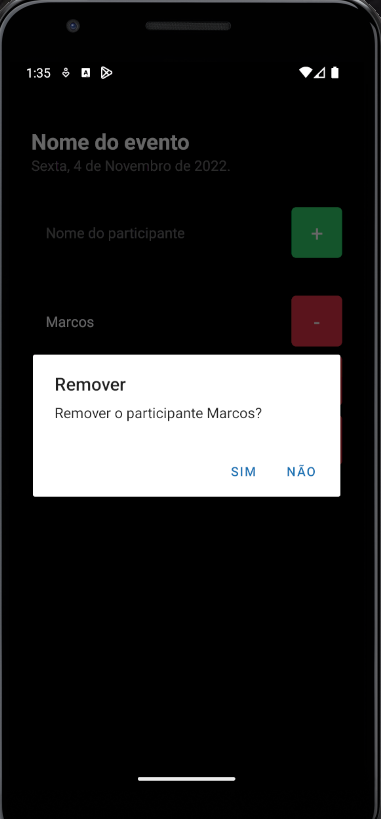 1:35
Nome do evento
Sexta, 4 de Novembro de 2022.
Nome do participante
+
Marcos
-
Remover
Remover o participante Marcos?
SIM NÃO